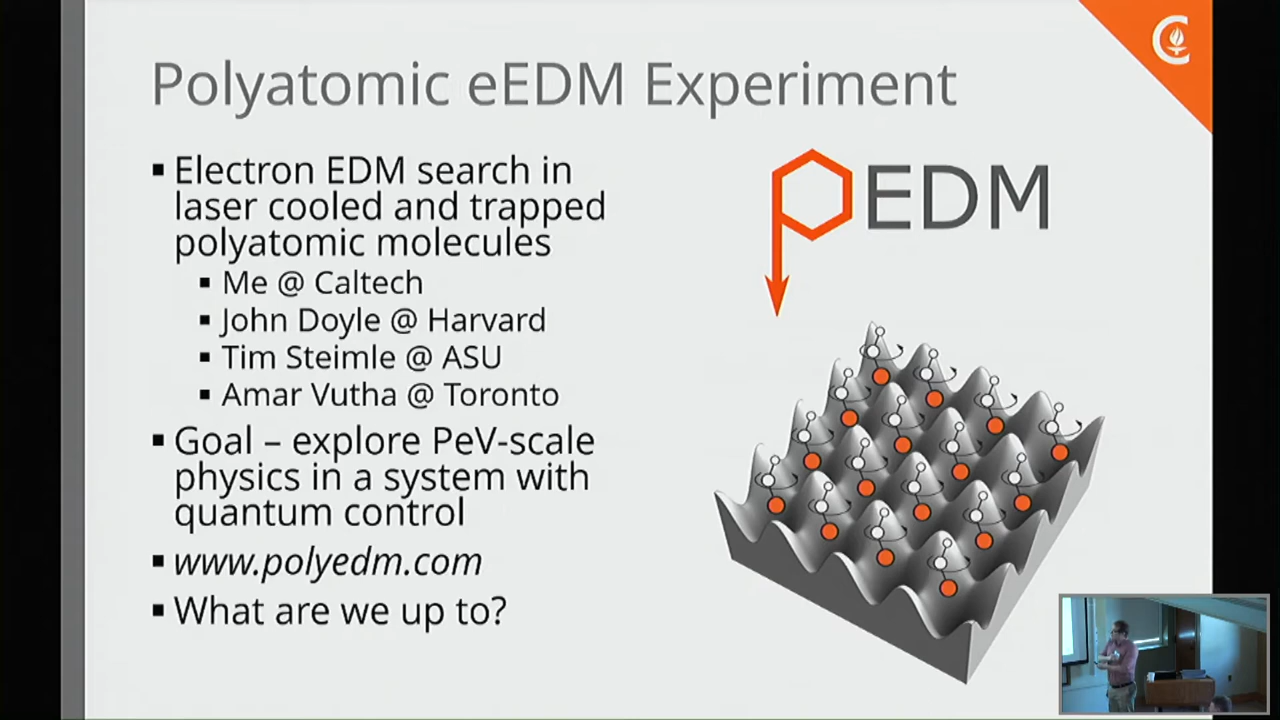 Polyatomic eEDM Experiment
▪ Electron EDM search in
laser cooled and trapped
polyatomic molecules
▪ Me @ Caltech
▪ John Doyle @ Harvard
▪ Tim Steimle @ ASU
▪ Amar Vutha @ Toronto
▪ Goal – explore PeV-scale
physics in a system with
quantum control
▪ www.polyedm.com
▪ What are we up to?
pEDM